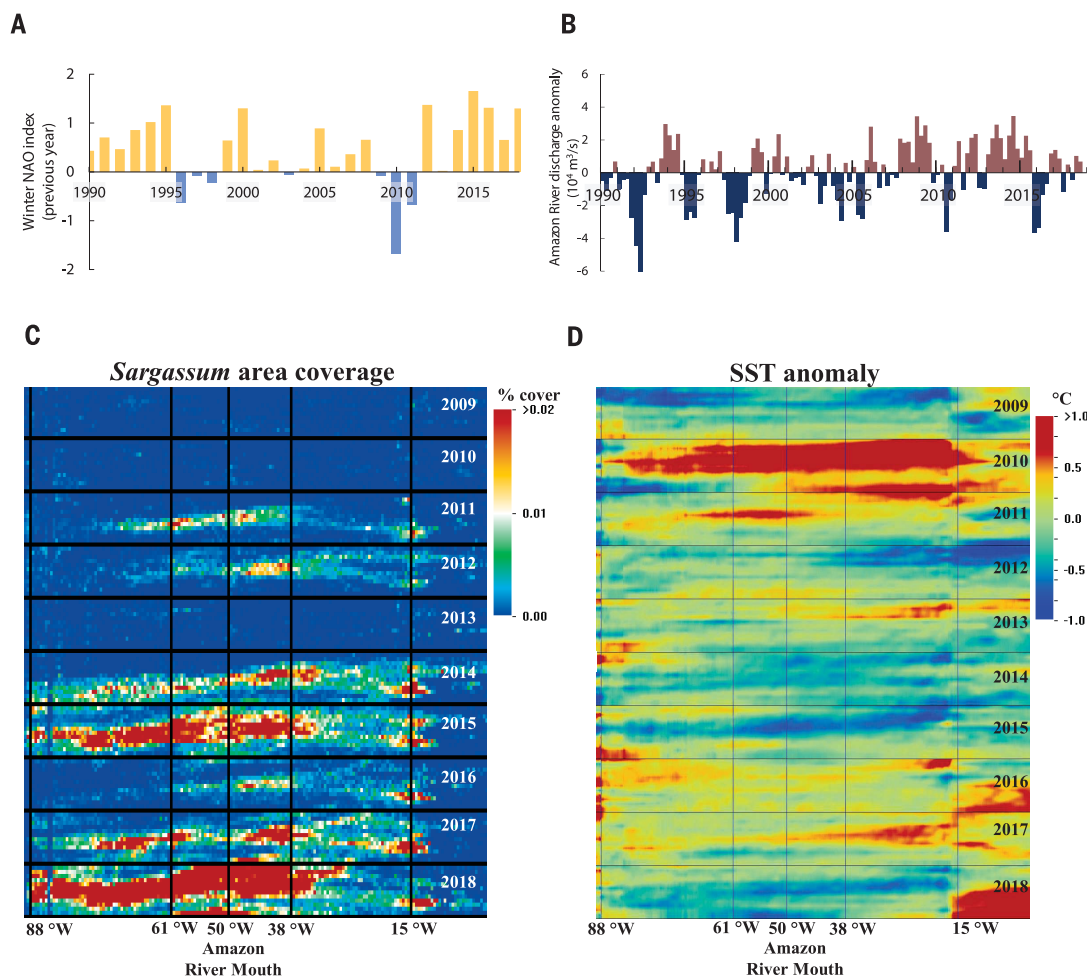 A
Winter NAO index
(previous year)
2
1
0
-1
-2
1990
1995
2000
2005
2010
2015
B
Amazon River discharge anomaly
(10⁴ m³/s)
6
4
2
0
-2
-4
-6
1990
1995
2000
2005
2010
2015
C
Sargassum area coverage
% cover
>0.02
0.01
0.00
2009
2010
2011
2012
2013
2014
2015
2016
2017
2018
88 °W
61 °W
50 °W
38 °W
15 °W
Amazon
River Mouth
D
SST anomaly
°C
>1.0
0.5
0.0
-0.5
-1.0
2009
2010
2011
2012
2013
2014
2015
2016
2017
2018
88 °W
61 °W
50 °W
38 °W
15 °W
Amazon
River Mouth